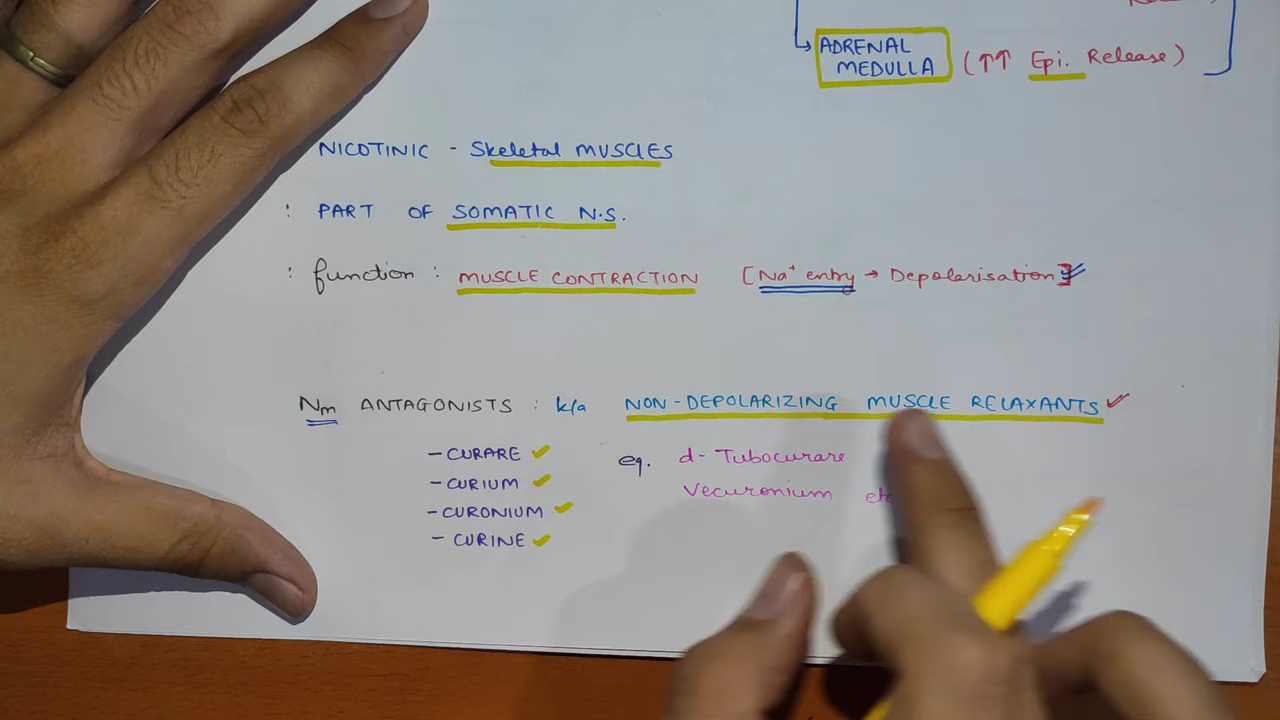 ADRENAL
MEDULLA (↑↑ Epi. Release)
NICOTINIC - Skeletal MUSCLES
: PART OF SOMATIC N.S.
: function : MUSCLE CONTRACTION [Na⁺ entry → Depolarisation]
Nm ANTAGONISTS : k/a NON-DEPOLARIZING MUSCLE RELAXANTS ✓
- CURARE ✓ eg. d-Tubocurare
- CURIUM ✓ Vecuronium etc
- CURONIUM ✓
- CURINE ✓